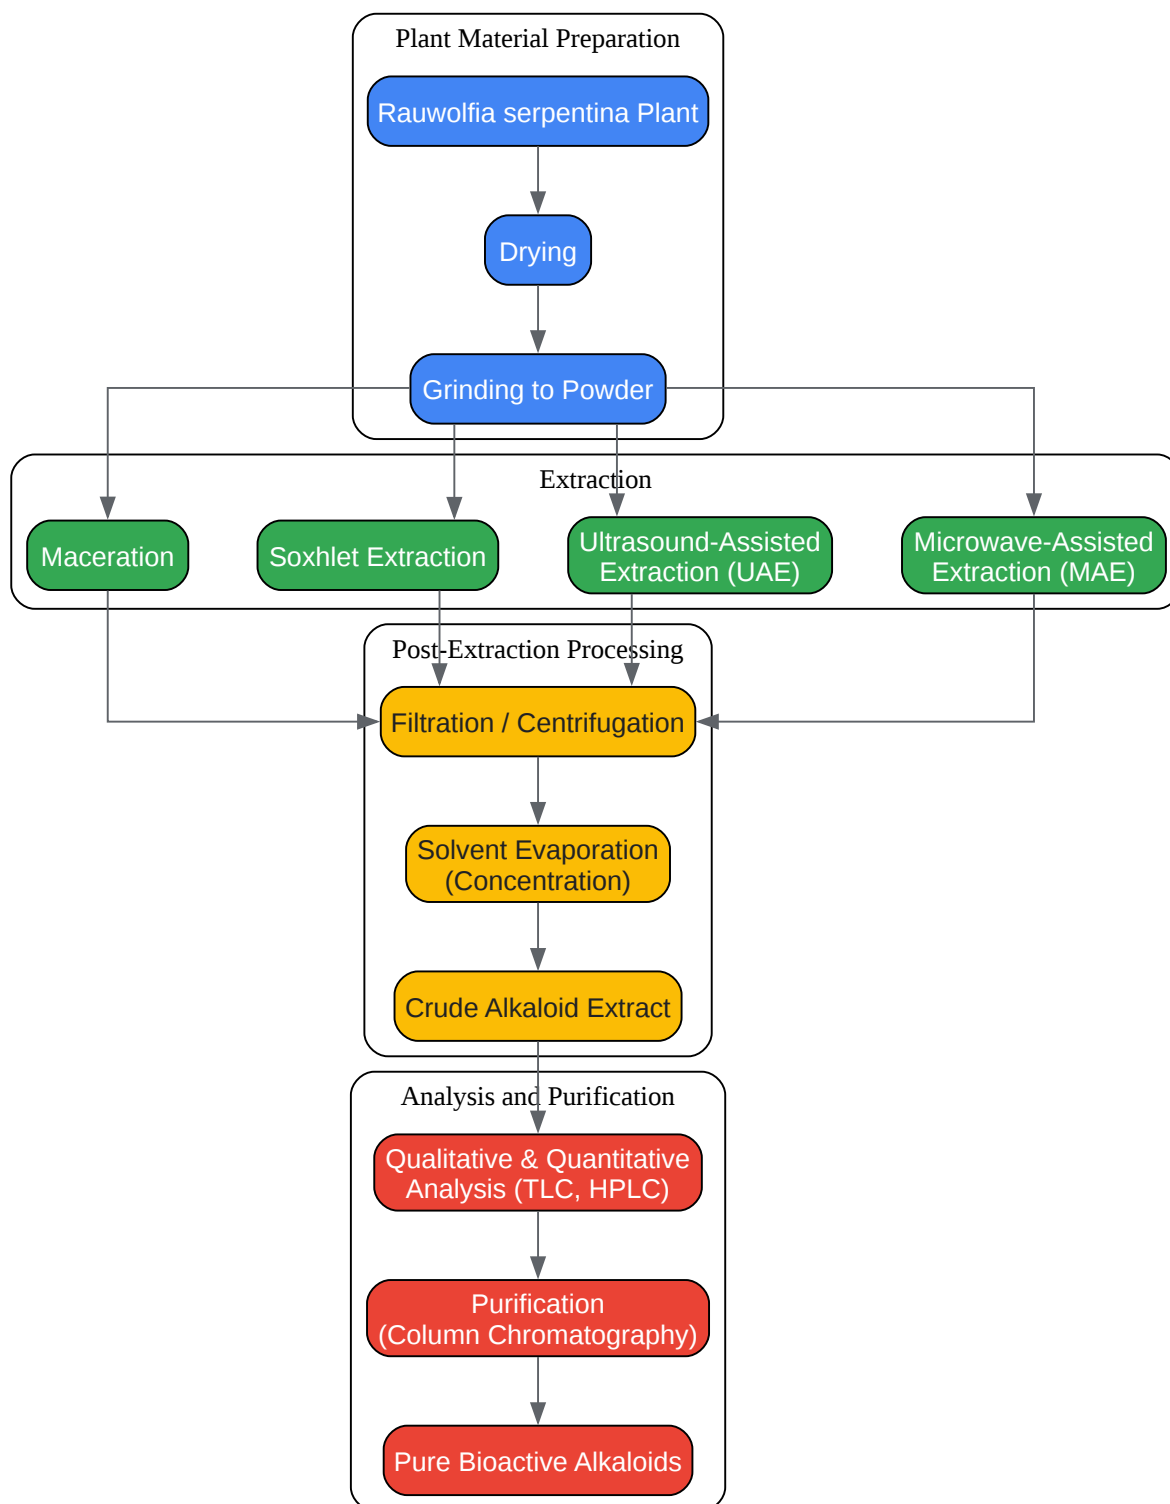 Plant Material Preparation
Rauwolfia serpentina Plant
Drying
Grinding to Powder
Extraction
Maceration
Soxhlet Extraction
Ultrasound-Assisted
Extraction (UAE)
Microwave-Assisted
Extraction (MAE)
Post-Extraction Processing
Filtration / Centrifugation
Solvent Evaporation
(Concentration)
Crude Alkaloid Extract
Analysis and Purification
Qualitative & Quantitative
Analysis (TLC, HPLC)
Purification
(Column Chromatography)
Pure Bioactive Alkaloids